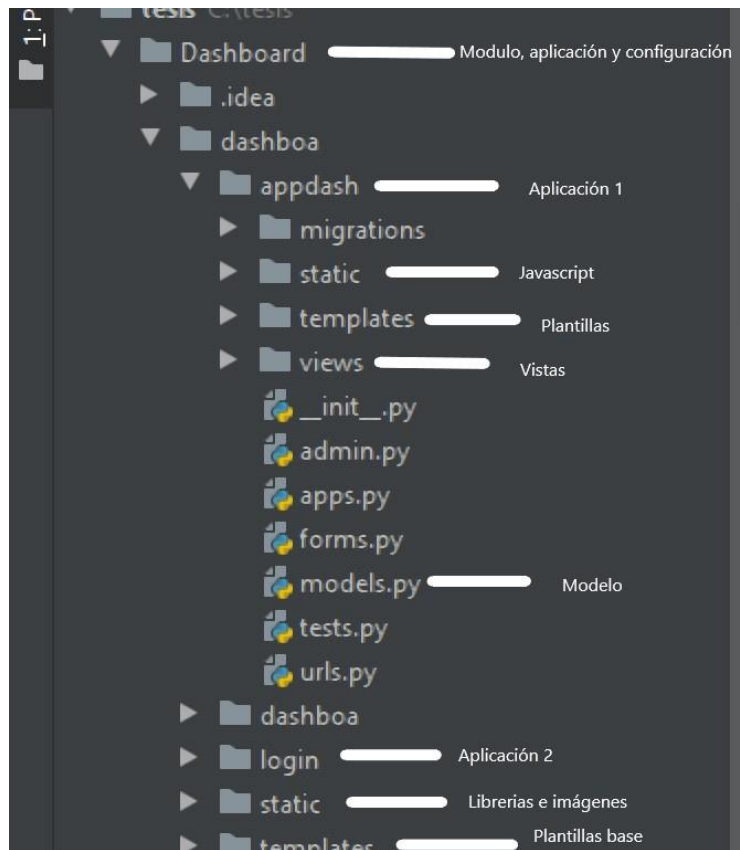 1: P
tesis C:\tesis
Dashboard Modulo, aplicación y configuración
.idea
dashboa
appdash Aplicación 1
migrations
static Javascript
templates Plantillas
views Vistas
__init__.py
admin.py
apps.py
forms.py
models.py Modelo
tests.py
urls.py
dashboa
login Aplicación 2
static Librerias e imágenes
templates Plantillas base